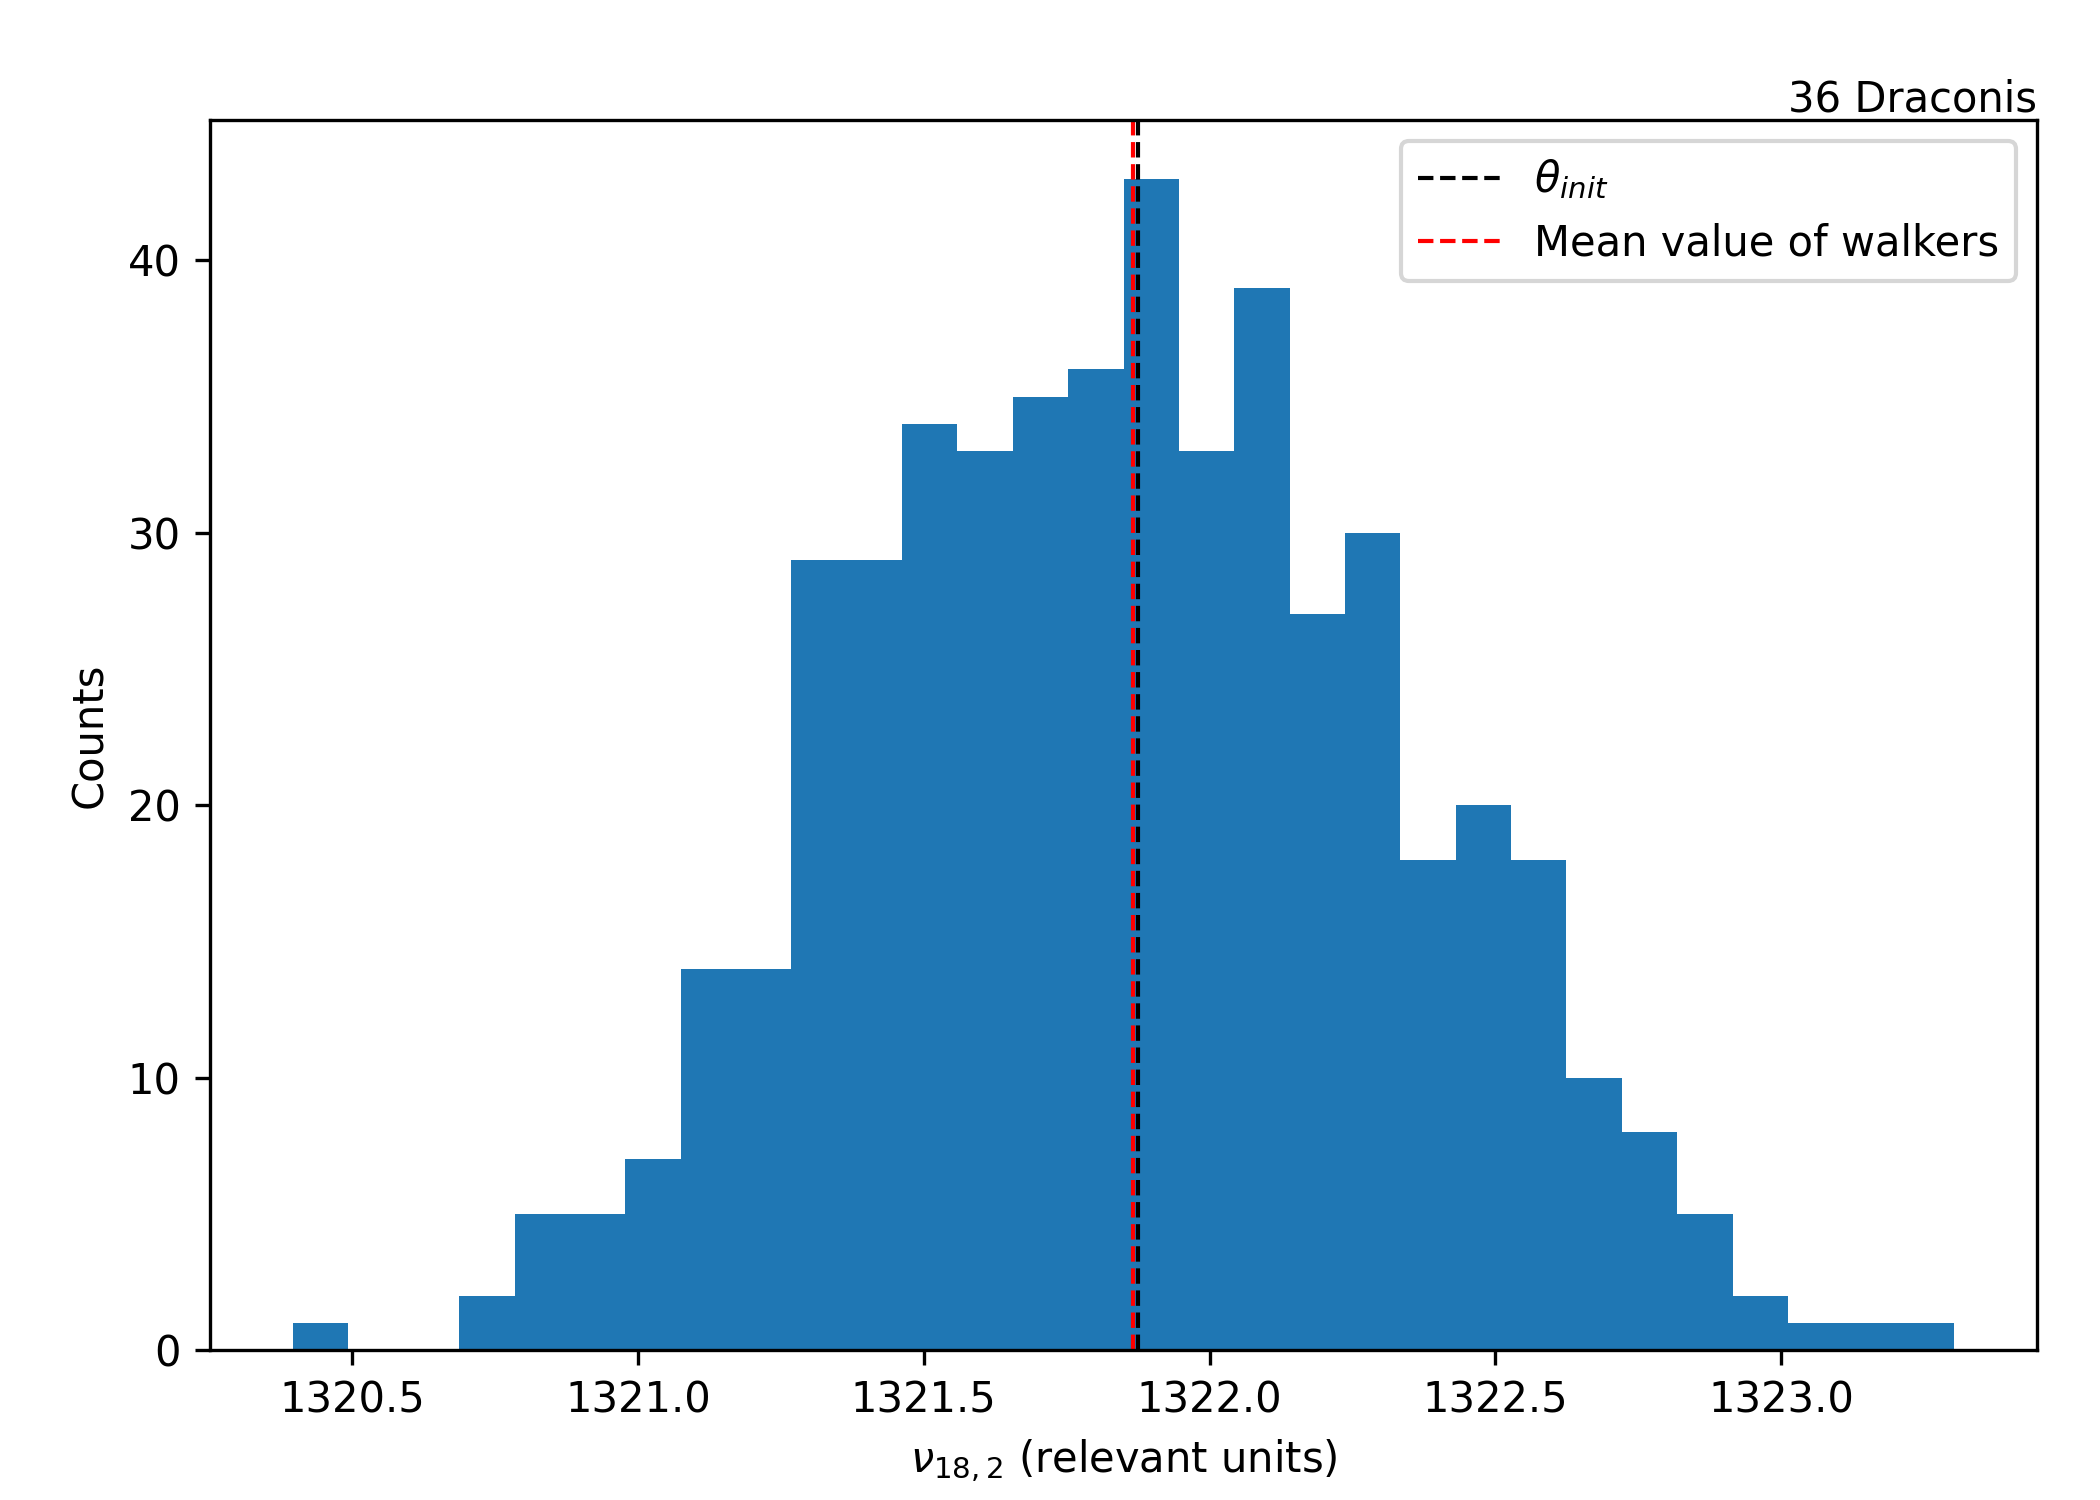 36 Draconis
θinit
Mean value of walkers
Counts
40
30
20
10
0
1320.5 1321.0 1321.5 1322.0 1322.5 1323.0
ν18, 2 (relevant units)